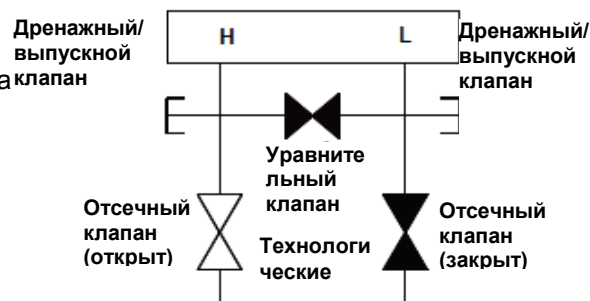 Дренажный/
выпускной
клапан
а
H
L
Дренажный/
выпускной
клапан
Уравните
льный
клапан
Отсечный
клапан
(открыт)
Технологи
ческие
Отсечный
клапан
(закрыт)